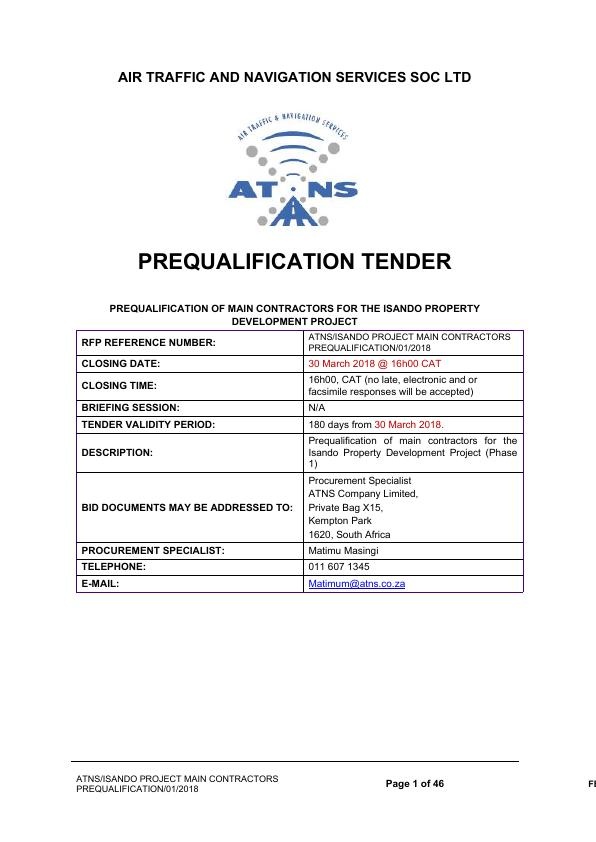 AIR TRAFFIC AND NAVIGATION SERVICES SOC LTD
AIR TRAFFIC & NAVIGATION SERVICES
ATNS
PREQUALIFICATION TENDER
PREQUALIFICATION OF MAIN CONTRACTORS FOR THE ISANDO PROPERTY
DEVELOPMENT PROJECT
RFP REFERENCE NUMBER:
ATNS/ISANDO PROJECT MAIN CONTRACTORS
PREQUALIFICATION/01/2018
CLOSING DATE:
30 March 2018 @ 16h00 CAT
CLOSING TIME:
16h00, CAT (no late, electronic and or
facsimile responses will be accepted)
BRIEFING SESSION:
N/A
TENDER VALIDITY PERIOD:
180 days from 30 March 2018.
DESCRIPTION:
Prequalification of main contractors for the
Isando Property Development Project (Phase
1)
BID DOCUMENTS MAY BE ADDRESSED TO:
Procurement Specialist
ATNS Company Limited,
Private Bag X15,
Kempton Park
1620, South Africa
PROCUREMENT SPECIALIST:
Matimu Masingi
TELEPHONE:
011 607 1345
E-MAIL:
Matimum@atns.co.za
ATNS/ISANDO PROJECT MAIN CONTRACTORS
PREQUALIFICATION/01/2018
Page 1 of 46